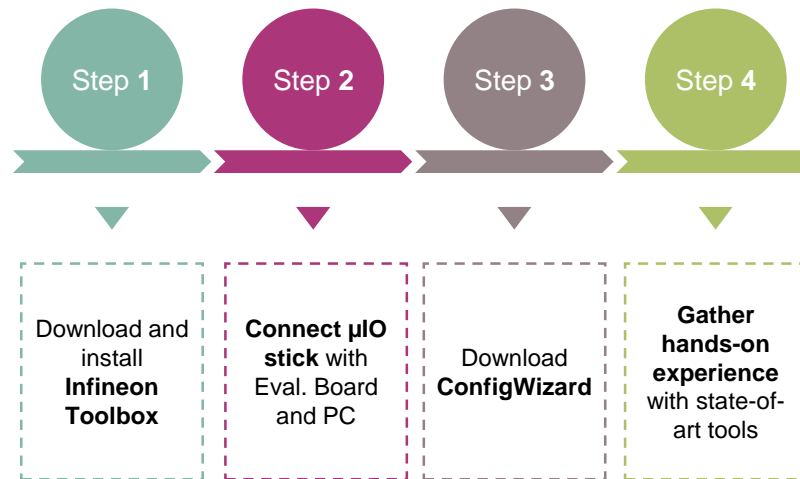 Step 1
Step 2
Step 3
Step 4
Download and
install
Infineon
Toolbox
Connect µIO
stick with
Eval. Board
and PC
Download
ConfigWizard
Gather
hands-on
experience
with state-of-
art tools